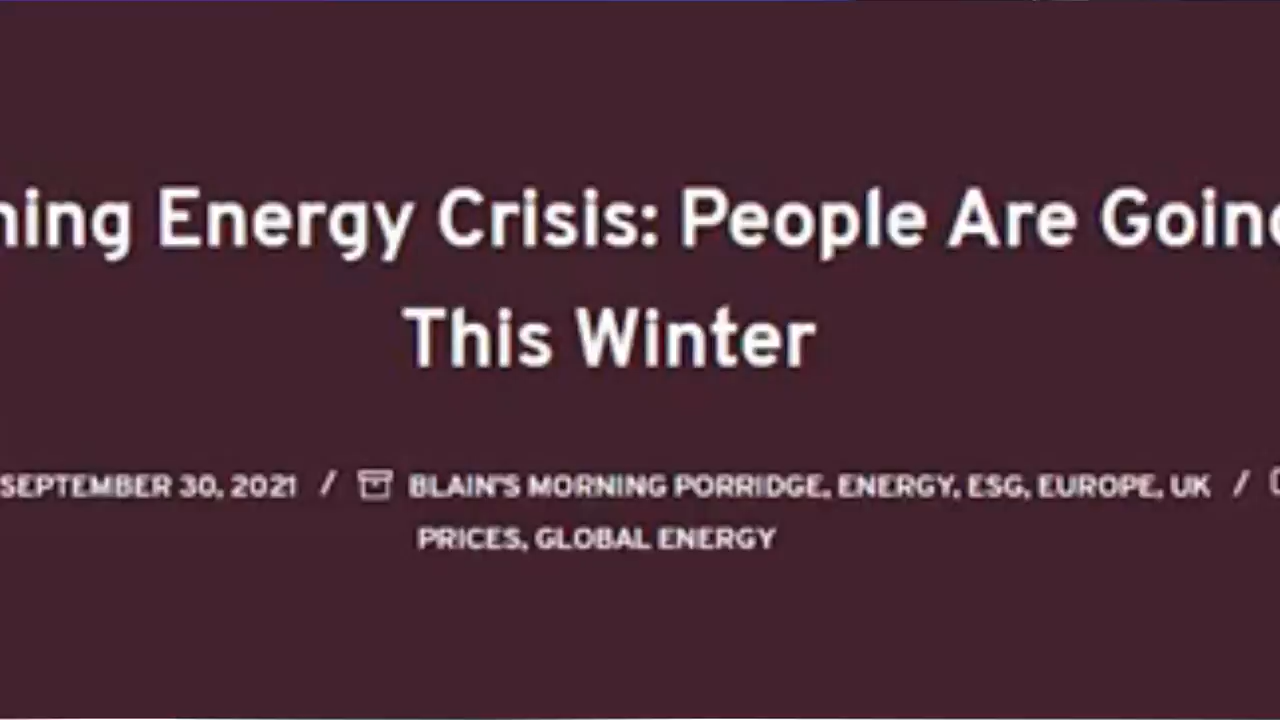 Energy Crisis: People Are
This Winter
SEPTEMBER 30, 2021 / BLAIN'S MORNING PORRIDGE, ENERGY, ESG, EUROPE, UK /
PRICES, GLOBAL ENERGY